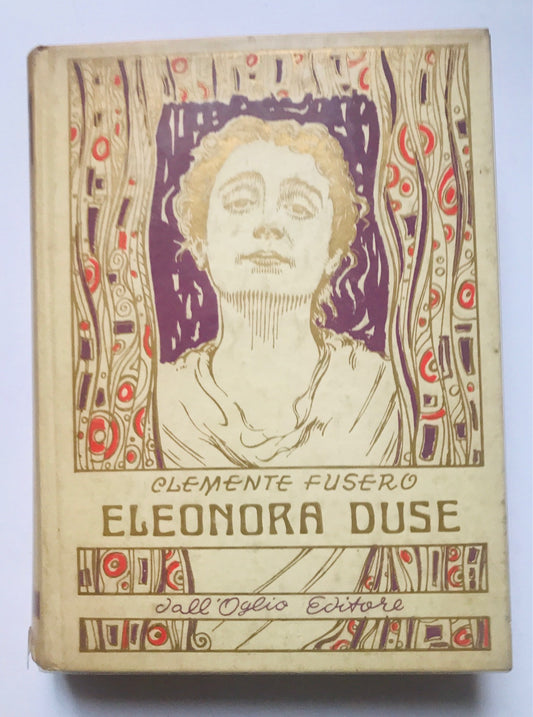 CLEMENTE FUSERO
ELEONORA DUSE
dall'Oglio Editore